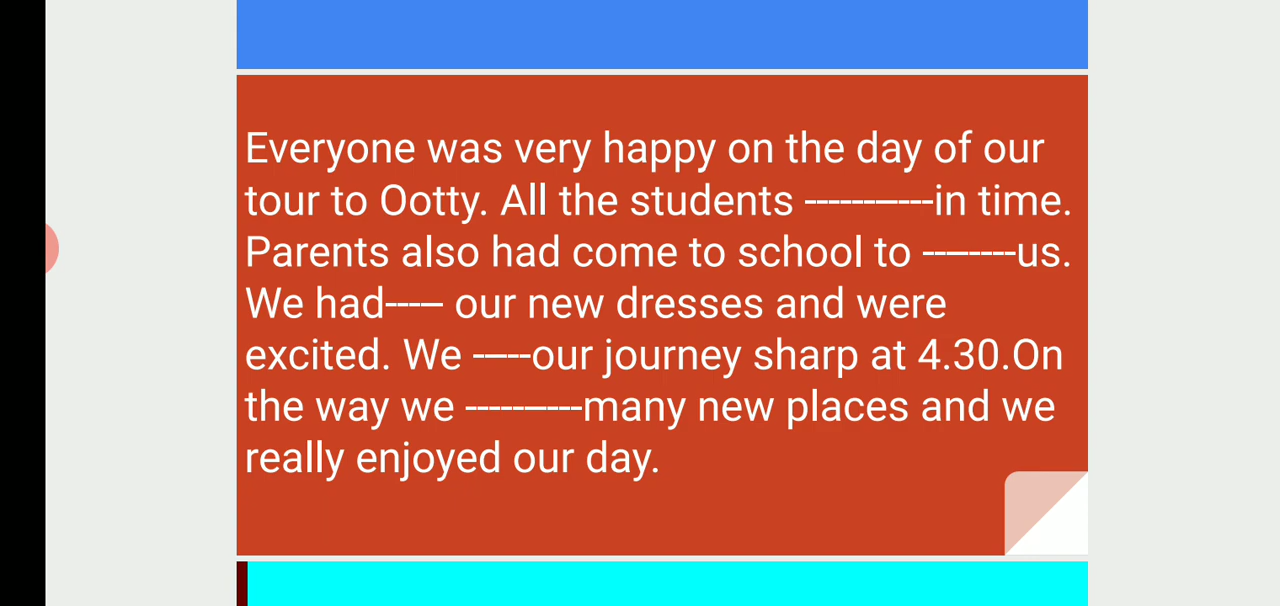 Everyone was very happy on the day of our
tour to Ootty. All the students -----------in time.
Parents also had come to school to --------us.
We had----- our new dresses and were
excited. We -----our journey sharp at 4.30.On
the way we ----------many new places and we
really enjoyed our day.